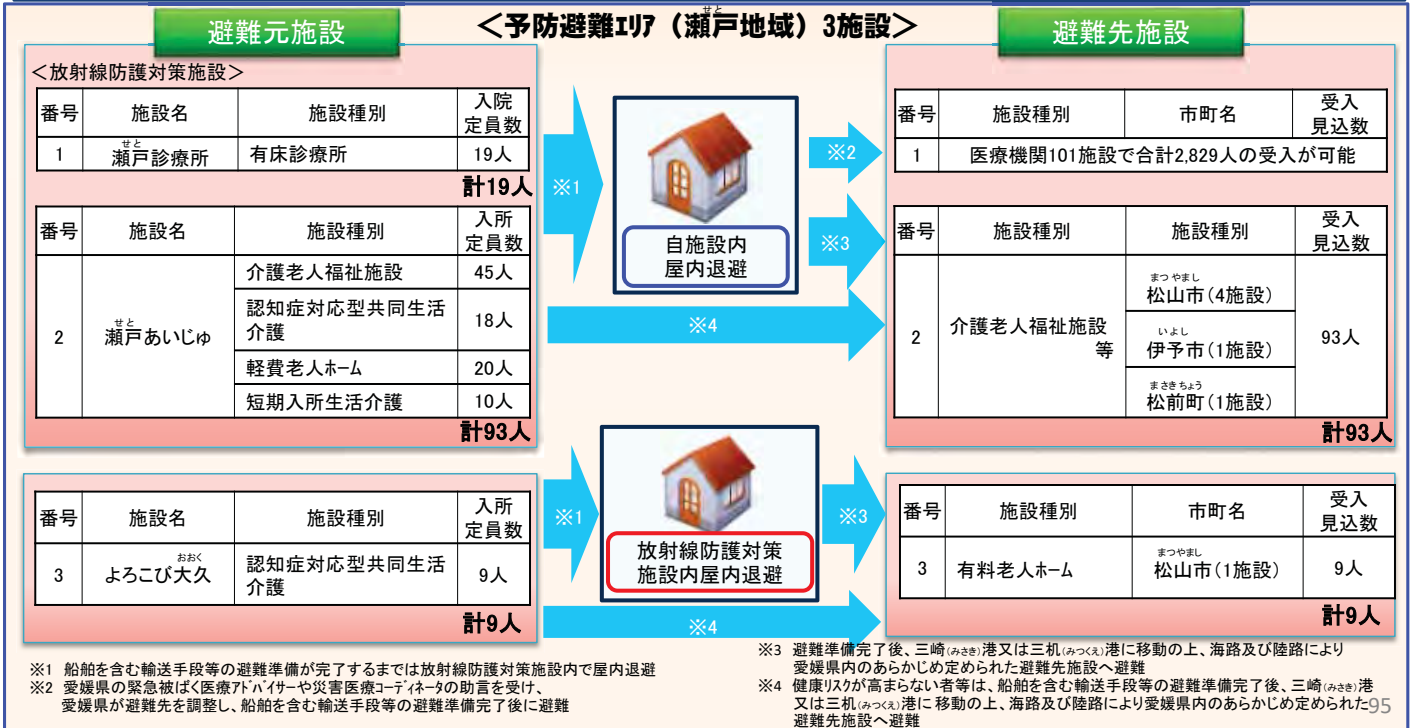 ＜予防避難ｴﾘｱ（瀬戸地域）3施設＞
せと
避難元施設
＜放射線防護対策施設＞
番号 施設名 施設種別 入院定員数
1 瀬戸診療所 有床診療所 19人
せと
計19人
番号 施設名 施設種別 入所定員数
2 瀬戸あいじゅ 介護老人福祉施設 45人
せと
認知症対応型共同生活介護 18人
軽費老人ホーム 20人
短期入所生活介護 10人
計93人
番号 施設名 施設種別 入所定員数
3 よろこび大久 認知症対応型共同生活介護 9人
おおく
計9人
※1
自施設内
屋内退避
※2
※3
※4
※1
放射線防護対策
施設内屋内退避
※3
※4
避難先施設
番号 施設種別 市町名 受入見込数
1 医療機関101施設で合計2,829人の受入が可能
番号 施設種別 施設種別 受入見込数
2 介護老人福祉施設等 93人
まつやまし
松山市(4施設)
いよし
伊予市(1施設)
まさきちょう
松前町(1施設)
計93人
番号 施設種別 市町名 受入見込数
3 有料老人ホーム 松山市(1施設) 9人
まつやまし
計9人
※1 船舶を含む輸送手段等の避難準備が完了するまでは放射線防護対策施設内で屋内退避
※2 愛媛県の緊急被ばく医療ｱﾄﾞﾊﾞｲｻﾞｰや災害医療ｺｰﾃﾞｨﾈｰﾀの助言を受け、
愛媛県が避難先を調整し、船舶を含む輸送手段等の避難準備完了後に避難
※3 避難準備完了後、三崎(みさき)港又は三机(みつくえ)港に移動の上、海路及び陸路により
愛媛県内のあらかじめ定められた避難先施設へ避難
※4 健康リスクが高まらない者等は、船舶を含む輸送手段等の避難準備完了後、三崎(みさき)港
又は三机(みつくえ)港に移動の上、海路及び陸路により愛媛県内のあらかじめ定められた
避難先施設へ避難
95